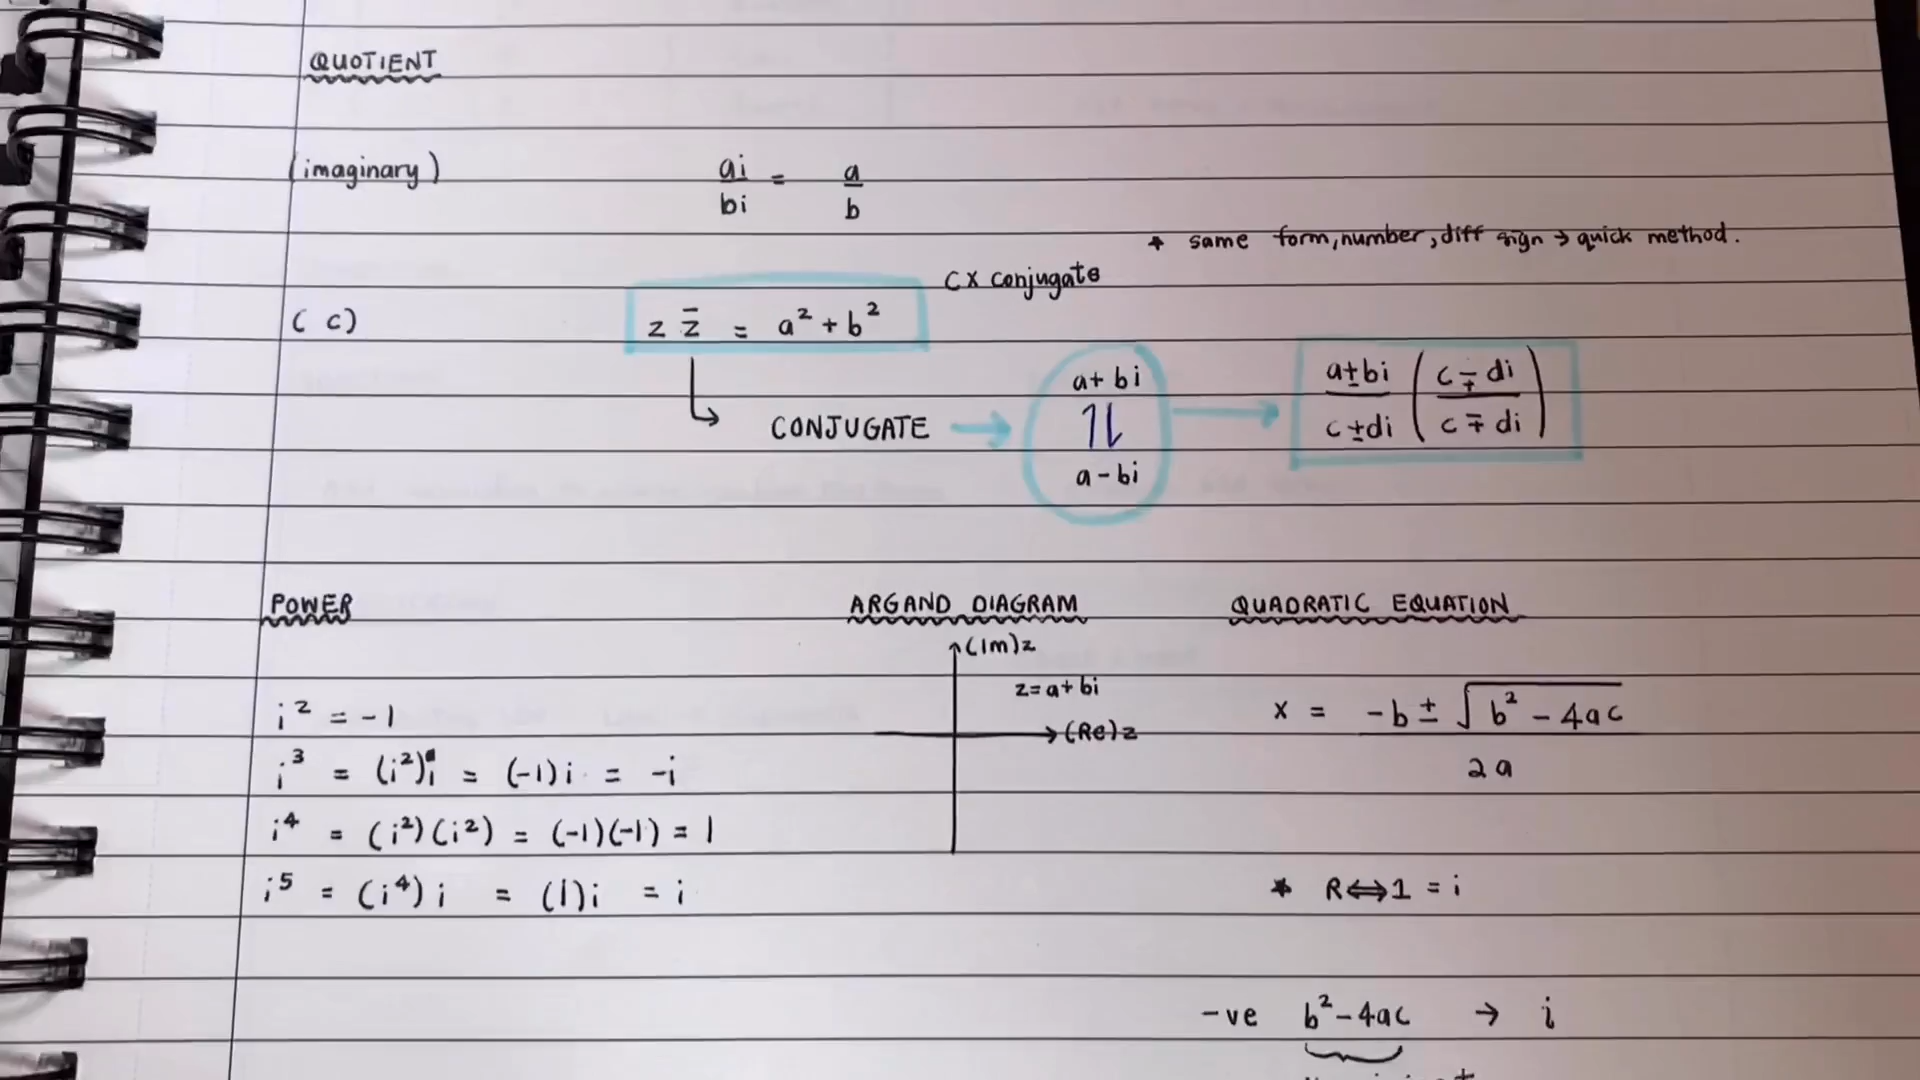 QUOTIENT
(imaginary) ai/bi = a/b
* same form, number, diff sign → quick method.
C x conjugate
(C) z z̄ = a² + b²
↳ CONJUGATE → a + bi ⇅ a - bi → (a ± bi)/(c ± di) ((c ∓ di)/(c ∓ di))
POWER
i² = -1
i³ = (i²)i = (-1)i = -i
i⁴ = (i²)(i²) = (-1)(-1) = 1
i⁵ = (i⁴)i = (1)i = i
ARGAND DIAGRAM
(Im)z
z = a + bi
(Re)z
QUADRATIC EQUATION
x = (-b ± √(b² - 4ac))/2a
* R⇔1 = i
-ve b² - 4ac → i